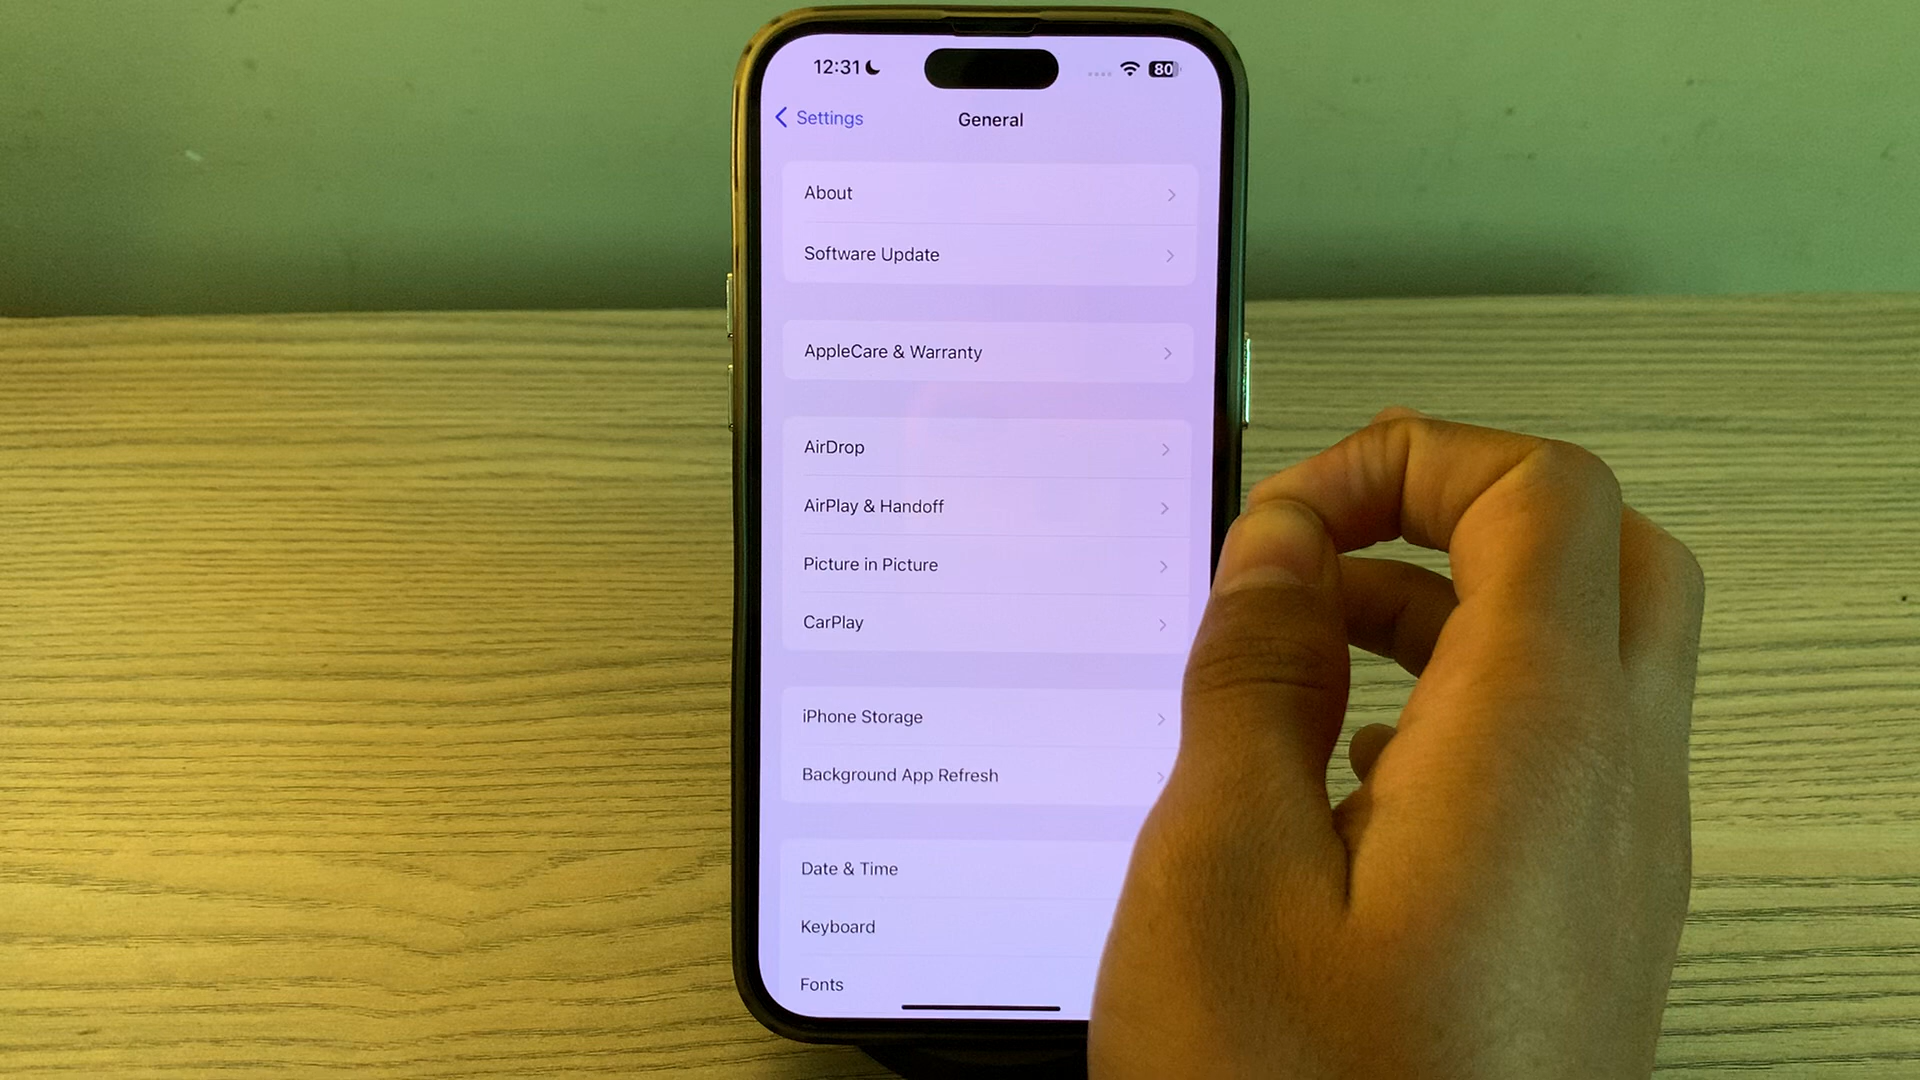 12:31
80
Settings
General
About
Software Update
AppleCare & Warranty
AirDrop
AirPlay & Handoff
Picture in Picture
CarPlay
iPhone Storage
Background App Refresh
Date & Time
Keyboard
Fonts